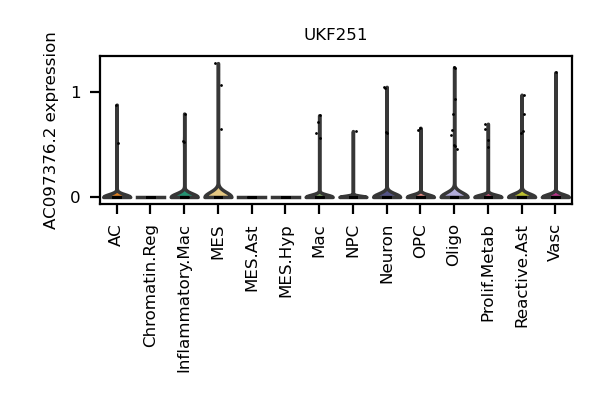 UKF251
AC097376.2 expression
1
0
AC
Chromatin.Reg
Inflammatory.Mac
MES
MES.Ast
MES.Hyp
Mac
NPC
Neuron
OPC
Oligo
Prolif.Metab
Reactive.Ast
Vasc